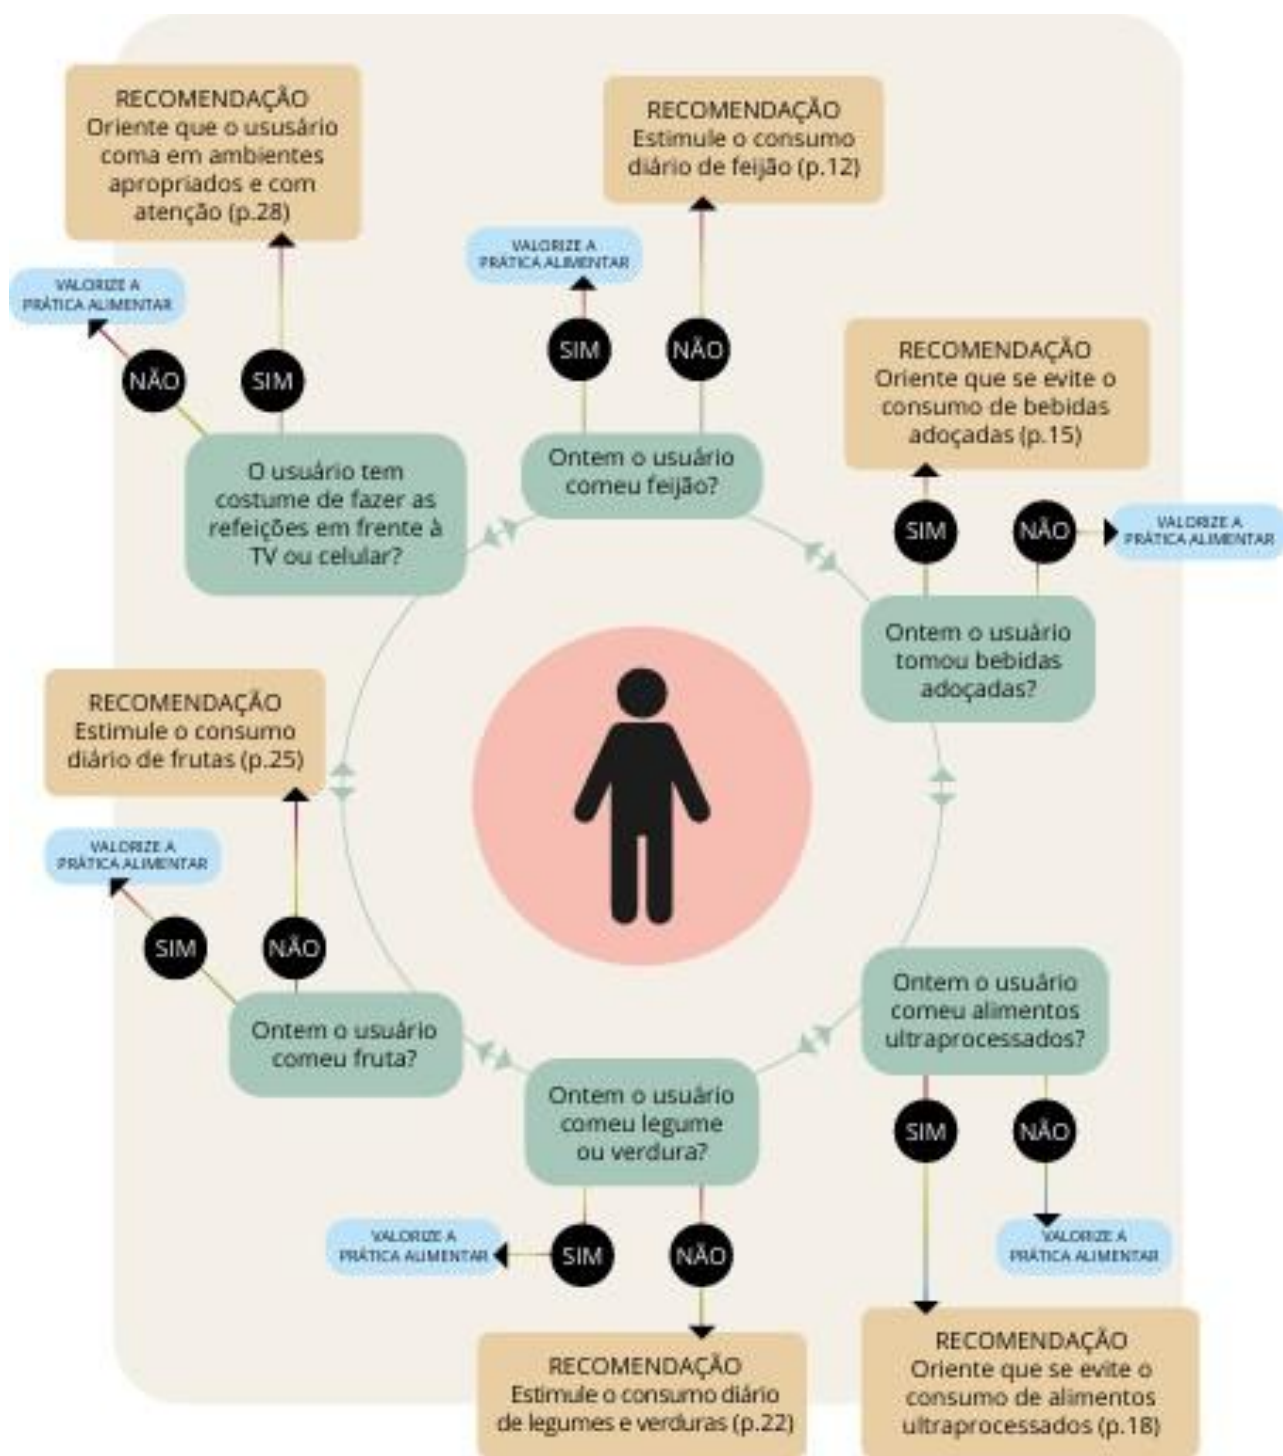 RECOMENDAÇÃO
Oriente que o ususário
coma em ambientes
apropriados e com
atenção (p.28)
VALORIZE A
PRÁTICA ALIMENTAR
NÃO
SIM
O usuário tem
costume de fazer as
refeições em frente à
TV ou celular?
RECOMENDAÇÃO
Estimule o consumo
diário de feijão (p.12)
VALORIZE A
PRÁTICA ALIMENTAR
SIM
NÃO
Ontem o usuário
comeu feijão?
RECOMENDAÇÃO
Oriente que se evite o
consumo de bebidas
adoçadas (p.15)
SIM
NÃO
VALORIZE A
PRÁTICA ALIMENTAR
Ontem o usuário
tomou bebidas
adoçadas?
RECOMENDAÇÃO
Estimule o consumo
diário de frutas (p.25)
VALORIZE A
PRÁTICA ALIMENTAR
SIM
NÃO
Ontem o usuário
comeu fruta?
Ontem o usuário
comeu legume
ou verdura?
VALORIZE A
PRÁTICA ALIMENTAR
SIM
NÃO
RECOMENDAÇÃO
Estimule o consumo diário
de legumes e verduras (p.22)
Ontem o usuário
comeu alimentos
ultraprocessados?
SIM
NÃO
VALORIZE A
PRÁTICA ALIMENTAR
RECOMENDAÇÃO
Oriente que se evite o
consumo de alimentos
ultraprocessados (p.18)